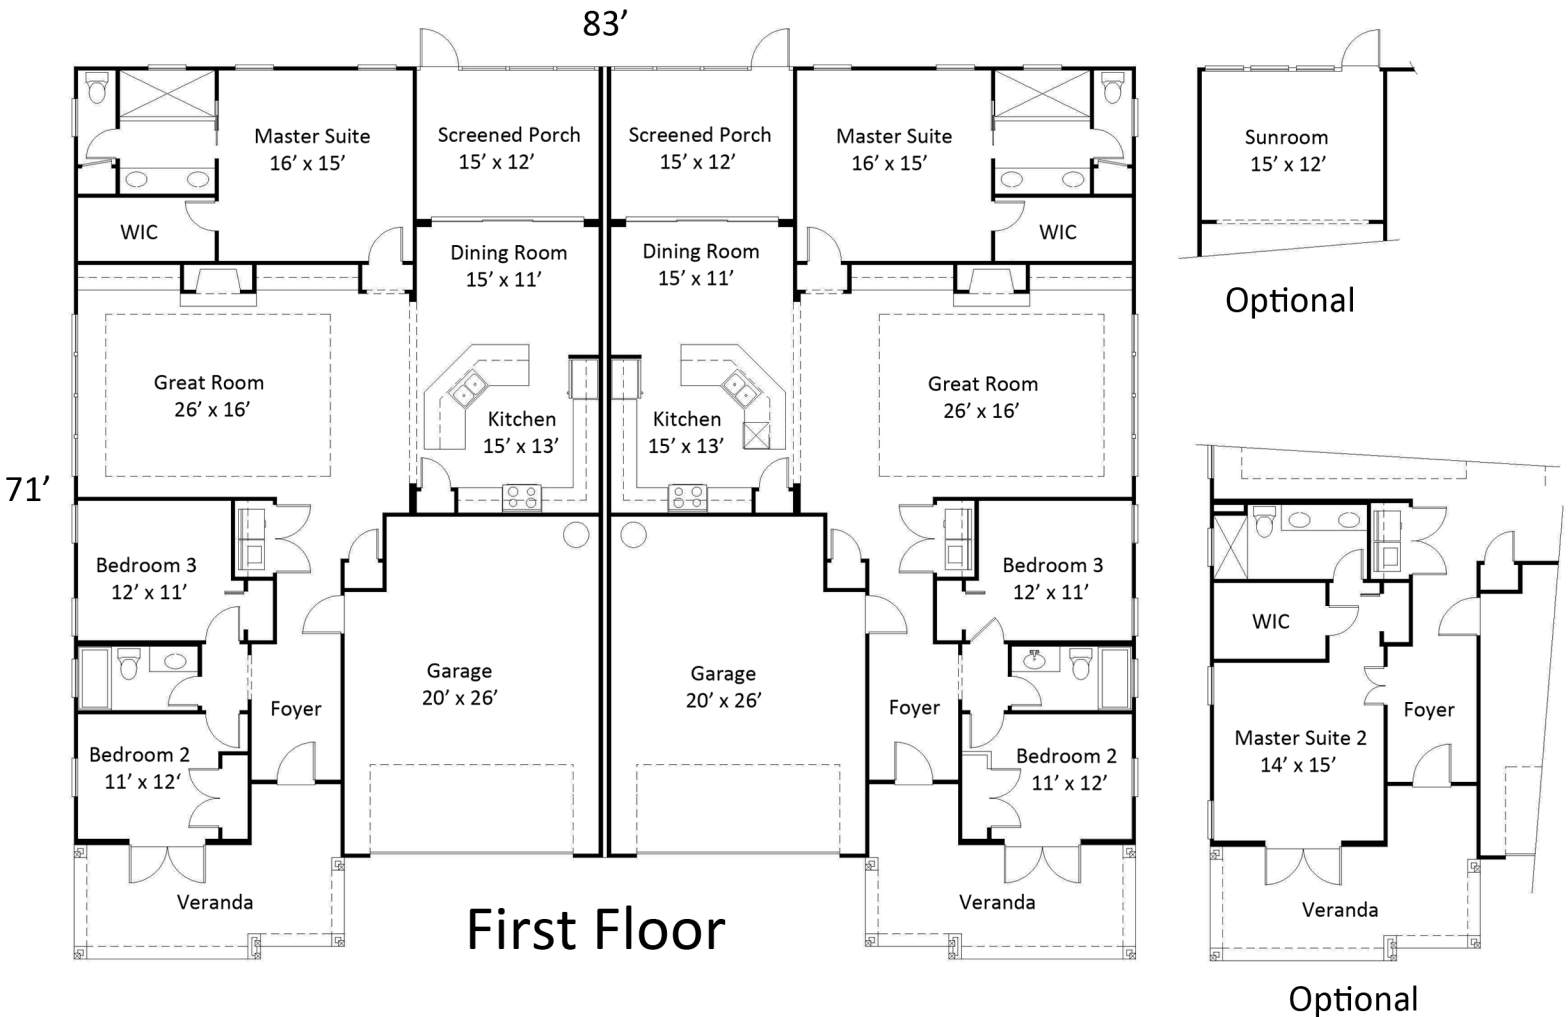 83’
Master Suite
16’ x 15’
Screened Porch
15’ x 12’
Screened Porch
15’ x 12’
Master Suite
16’ x 15’
Sunroom
15’ x 12’
WIC
Dining Room
15’ x 11’
Dining Room
15’ x 11’
WIC
Optional
Great Room
26’ x 16’
Kitchen
15’ x 13’
Kitchen
15’ x 13’
Great Room
26’ x 16’
71’
Bedroom 3
12’ x 11’
Bedroom 3
12’ x 11’
WIC
Garage
20’ x 26’
Garage
20’ x 26’
Foyer
Foyer
Foyer
Bedroom 2
11’ x 12‘
Bedroom 2
11’ x 12’
Master Suite 2
14’ x 15’
Veranda
Veranda
Veranda
First Floor
Optional